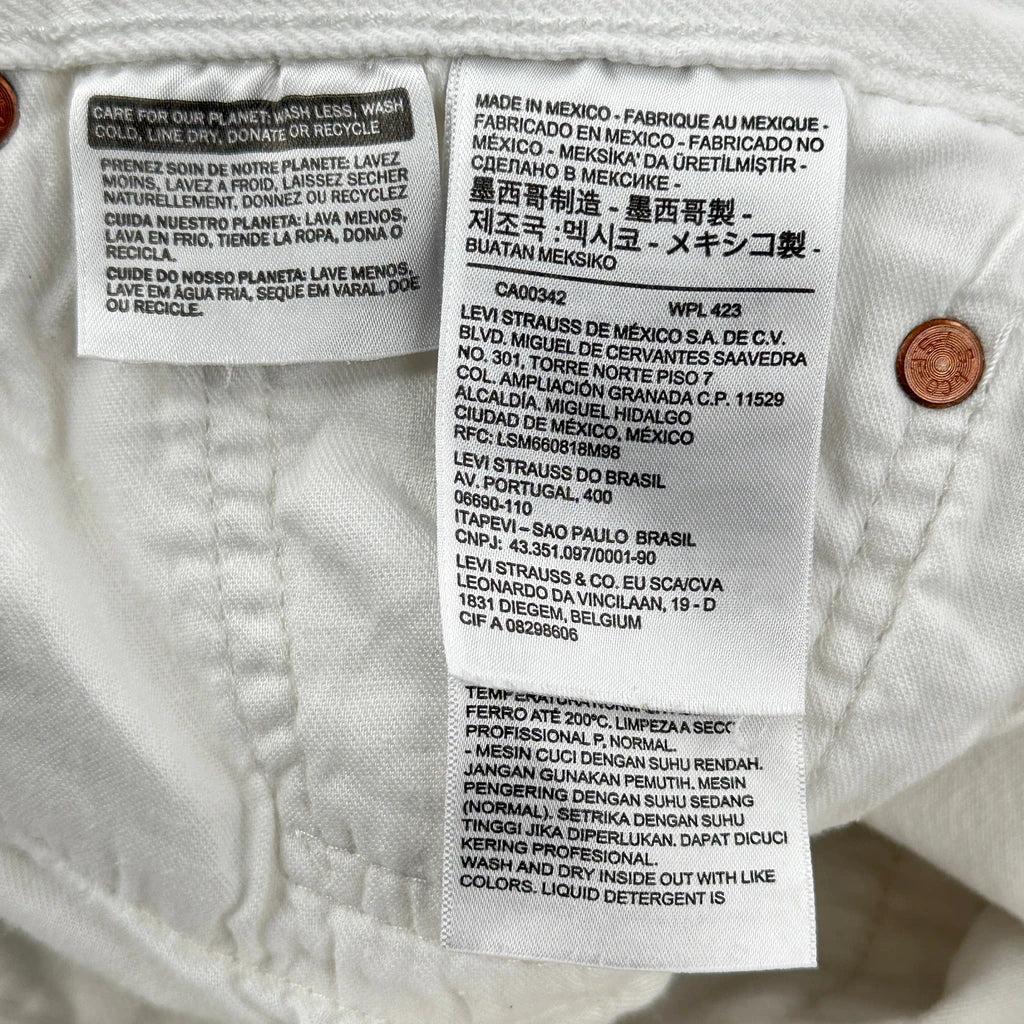 CARE FOR OUR PLANET: WASH LESS, WASH
COLD, LINE DRY, DONATE OR RECYCLE
PRENEZ SOIN DE NOTRE PLANETE: LAVEZ
MOINS, LAVEZ A FROID, LAISSEZ SECHER
NATURELLEMENT, DONNEZ OU RECYCLEZ
CUIDA NUESTRO PLANETA: LAVA MENOS,
LAVA EN FRIO, TIENDE LA ROPA, DONA O
RECICLA.
CUIDE DO NOSSO PLANETA: LAVE MENOS,
LAVE EM ÁGUA FRIA, SEQUE EM VARAL, DOE
OU RECICLE.
MADE IN MEXICO - FABRIQUE AU MEXIQUE -
FABRICADO EN MEXICO - FABRICADO NO
MÉXICO - MEKSİKA' DA ÜRETİLMİŞTİR -
СДЕЛАНО В МЕКСИКЕ -
墨西哥制造 - 墨西哥製 -
제조국 :멕시코 - メキシコ製 -
BUATAN MEKSIKO
CA00342 WPL 423
LEVI STRAUSS DE MÉXICO S.A. DE C.V.
BLVD. MIGUEL DE CERVANTES SAAVEDRA
NO. 301, TORRE NORTE PISO 7
COL. AMPLIACIÓN GRANADA C.P. 11529
ALCALDÍA. MIGUEL HIDALGO
CIUDAD DE MÉXICO, MÉXICO
RFC: LSM660818M98
LEVI STRAUSS DO BRASIL
AV. PORTUGAL, 400
06690-110
ITAPEVI – SAO PAULO BRASIL
CNPJ: 43.351.097/0001-90
LEVI STRAUSS & CO. EU SCA/CVA
LEONARDO DA VINCILAAN, 19 - D
1831 DIEGEM, BELGIUM
CIF A 08298606
TEMPERATURA
FERRO ATÉ 200°C. LIMPEZA A SECO
PROFISSIONAL P, NORMAL.
- MESIN CUCI DENGAN SUHU RENDAH.
JANGAN GUNAKAN PEMUTIH. MESIN
PENGERING DENGAN SUHU SEDANG
(NORMAL). SETRIKA DENGAN SUHU
TINGGI JIKA DIPERLUKAN. DAPAT DICUCI
KERING PROFESIONAL.
WASH AND DRY INSIDE OUT WITH LIKE
COLORS. LIQUID DETERGENT IS